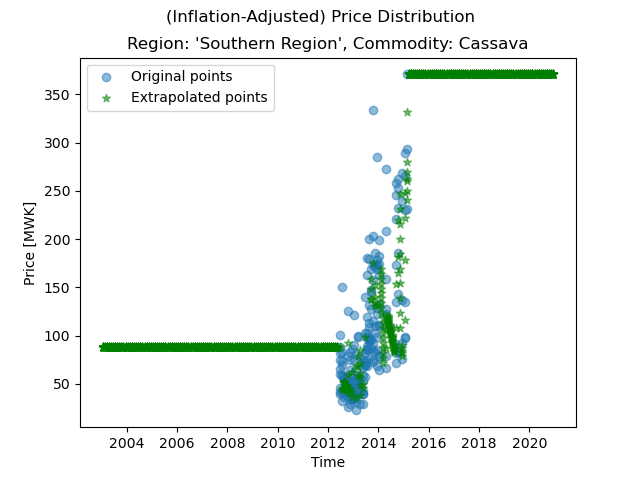 (Inflation-Adjusted) Price Distribution
Region: 'Southern Region', Commodity: Cassava
Original points
Extrapolated points
Price [MWK]
350
300
250
200
150
100
50
2004 2006 2008 2010 2012 2014 2016 2018 2020
Time